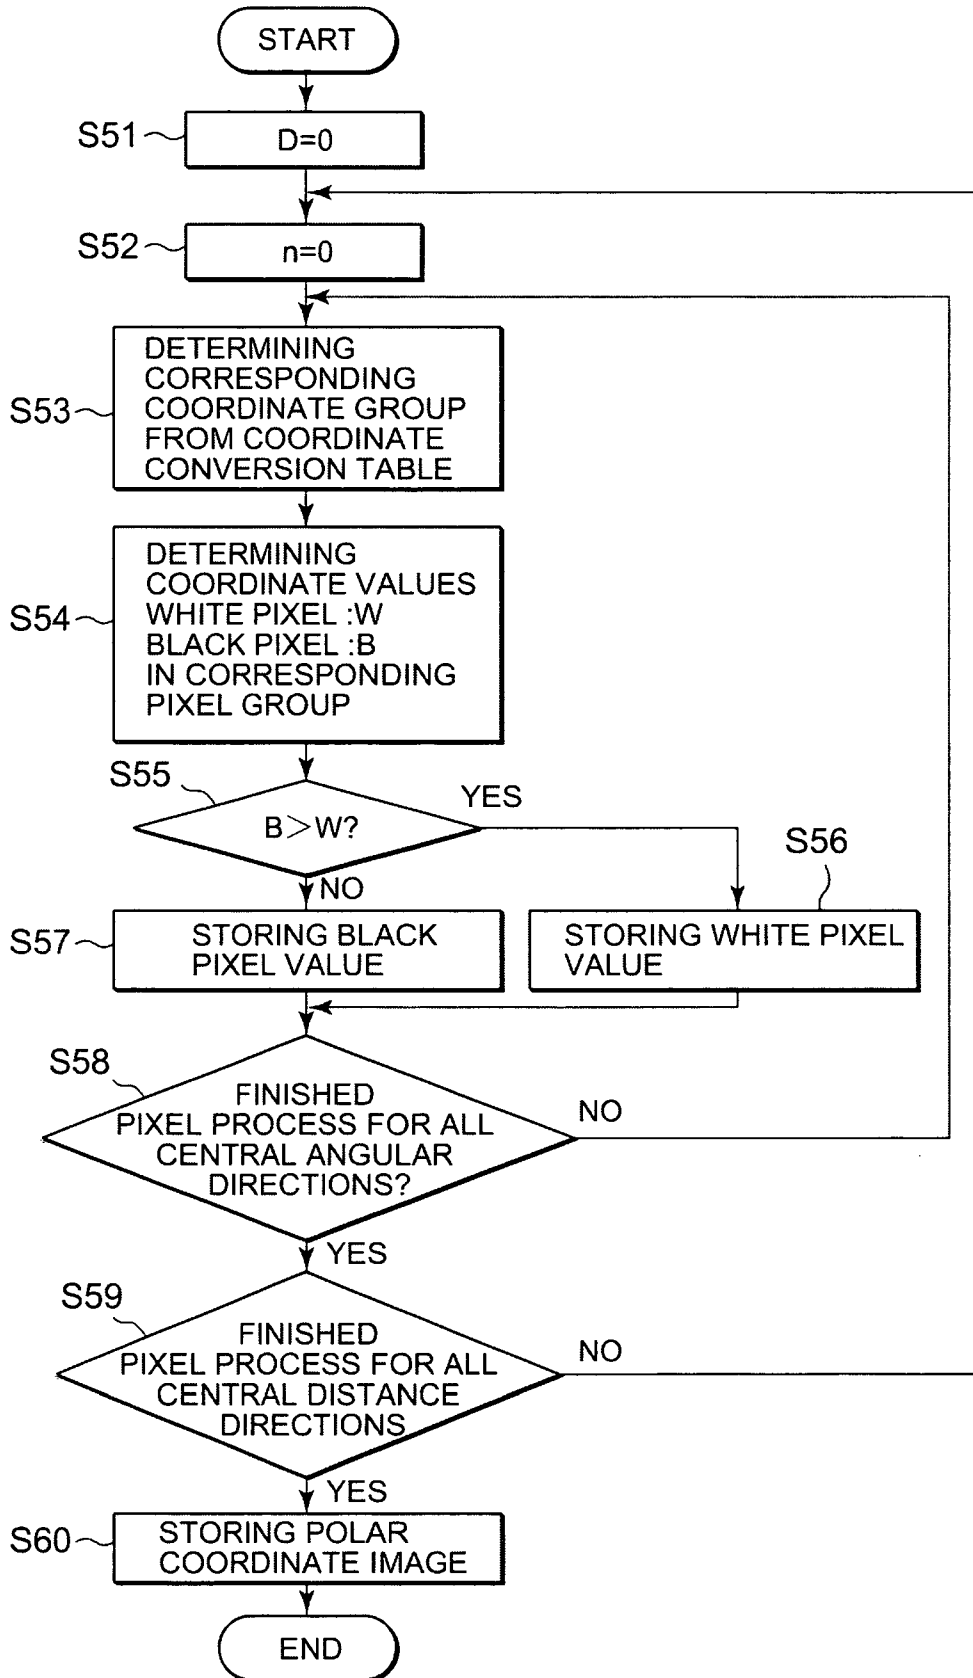 START
S51
D=0
S52
n=0
S53
DETERMINING
CORRESPONDING
COORDINATE GROUP
FROM COORDINATE
CONVERSION TABLE
S54
DETERMINING
COORDINATE VALUES
WHITE PIXEL :W
BLACK PIXEL :B
IN CORRESPONDING
PIXEL GROUP
S55
B>W?
YES
NO
S56
STORING WHITE PIXEL
VALUE
S57
STORING BLACK
PIXEL VALUE
S58
FINISHED
PIXEL PROCESS FOR ALL
CENTRAL ANGULAR
DIRECTIONS?
NO
YES
S59
FINISHED
PIXEL PROCESS FOR ALL
CENTRAL DISTANCE
DIRECTIONS
NO
YES
S60
STORING POLAR
COORDINATE IMAGE
END